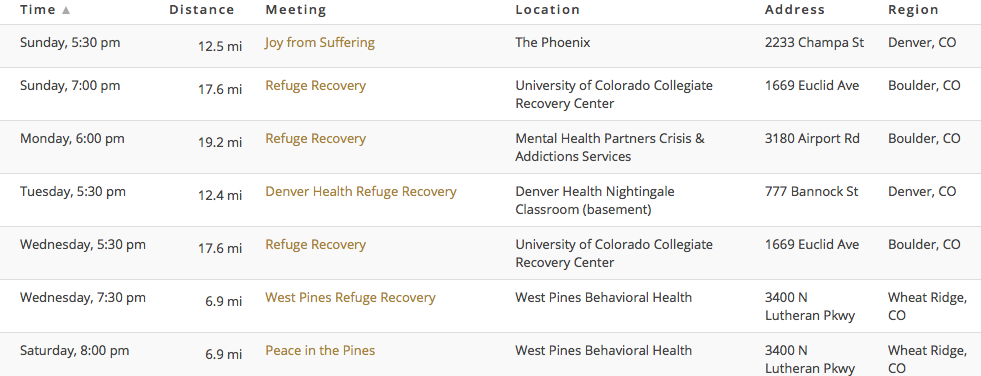 Time ▲ Distance Meeting Location Address Region
Sunday, 5:30 pm 12.5 mi Joy from Suffering The Phoenix 2233 Champa St Denver, CO
Sunday, 7:00 pm 17.6 mi Refuge Recovery University of Colorado Collegiate 1669 Euclid Ave Boulder, CO
Recovery Center
Monday, 6:00 pm 19.2 mi Refuge Recovery Mental Health Partners Crisis & 3180 Airport Rd Boulder, CO
Addictions Services
Tuesday, 5:30 pm 12.4 mi Denver Health Refuge Recovery Denver Health Nightingale 777 Bannock St Denver, CO
Classroom (basement)
Wednesday, 5:30 pm 17.6 mi Refuge Recovery University of Colorado Collegiate 1669 Euclid Ave Boulder, CO
Recovery Center
Wednesday, 7:30 pm 6.9 mi West Pines Refuge Recovery West Pines Behavioral Health 3400 N Wheat Ridge,
Lutheran Pkwy CO
Saturday, 8:00 pm 6.9 mi Peace in the Pines West Pines Behavioral Health 3400 N Wheat Ridge,
Lutheran Pkwy CO